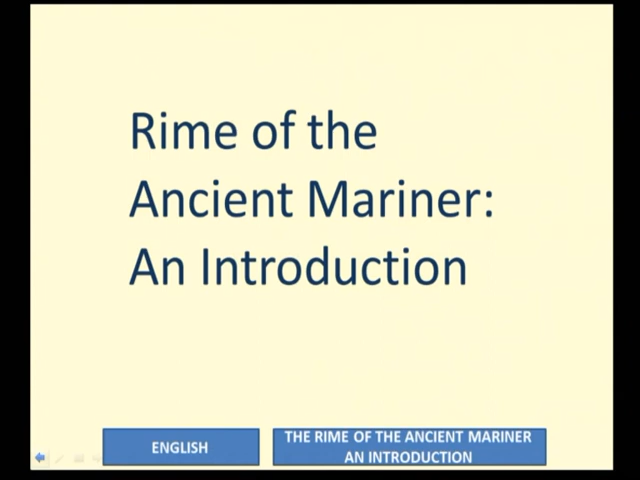 Rime of the
Ancient Mariner:
An Introduction
ENGLISH
THE RIME OF THE ANCIENT MARINER
AN INTRODUCTION